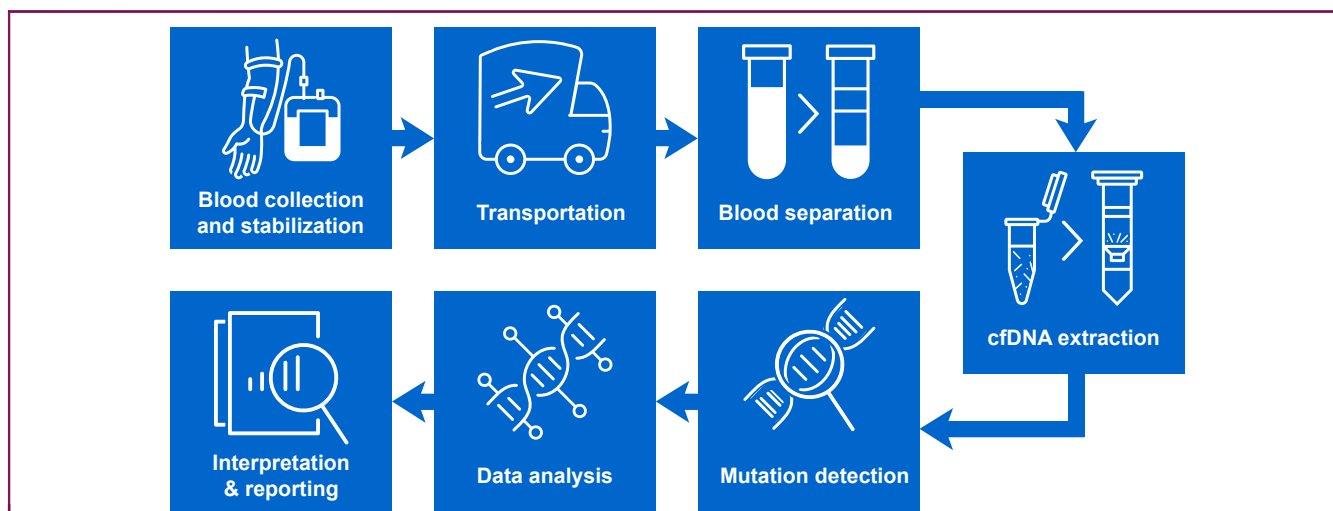 Blood collection
and stabilization
Transportation
Blood separation
cfDNA extraction
Mutation detection
Data analysis
Interpretation
& reporting